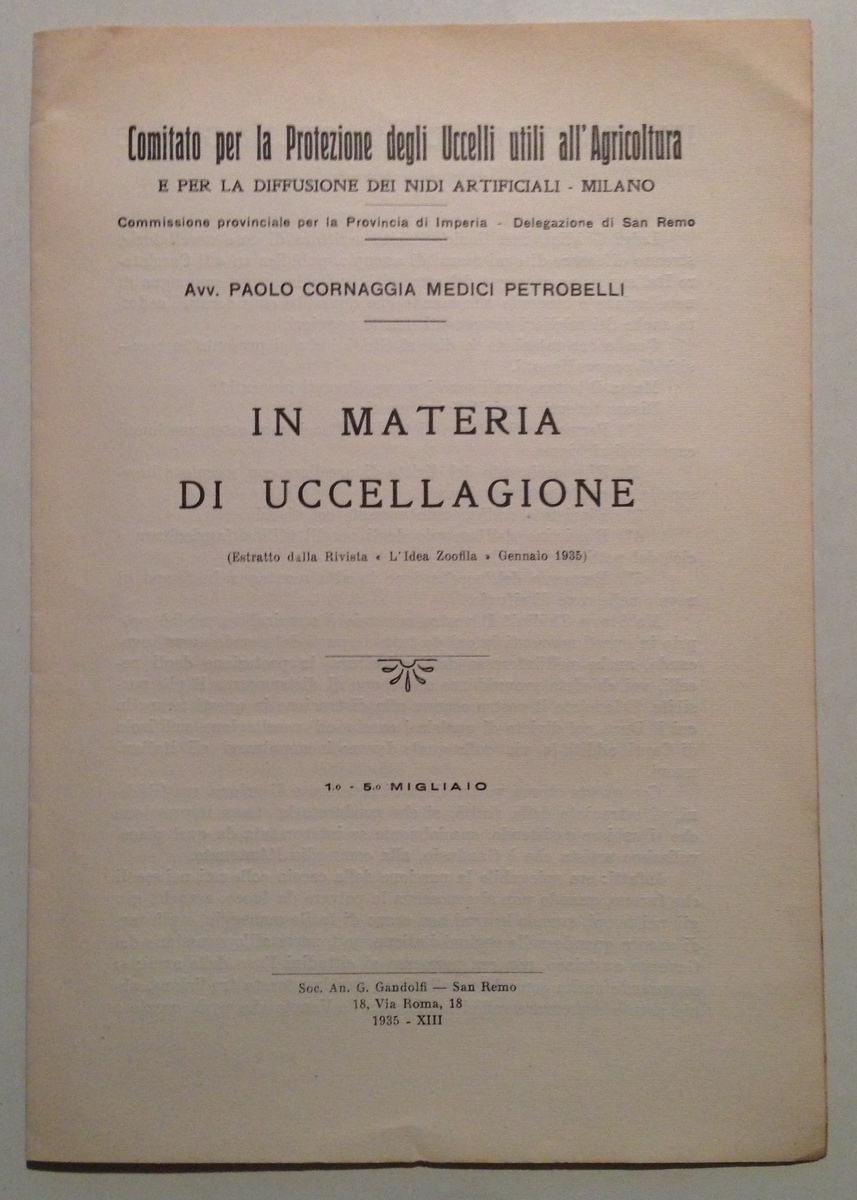 Comitato per la Protezione degli Uccelli utili all'Agricoltura
E PER LA DIFFUSIONE DEI NIDI ARTIFICIALI - MILANO
Commissione provinciale per la Provincia di Imperia - Delegazione di San Remo
Avv. PAOLO CORNAGGIA MEDICI PETROBELLI
IN MATERIA
DI UCCELLAGIONE
(Estratto dalla Rivista « L'Idea Zoofila » Gennaio 1935)
1.o - 5.o MIGLIAIO
Soc. An. G. Gandolfi — San Remo
18, Via Roma, 18
1935 - XIII